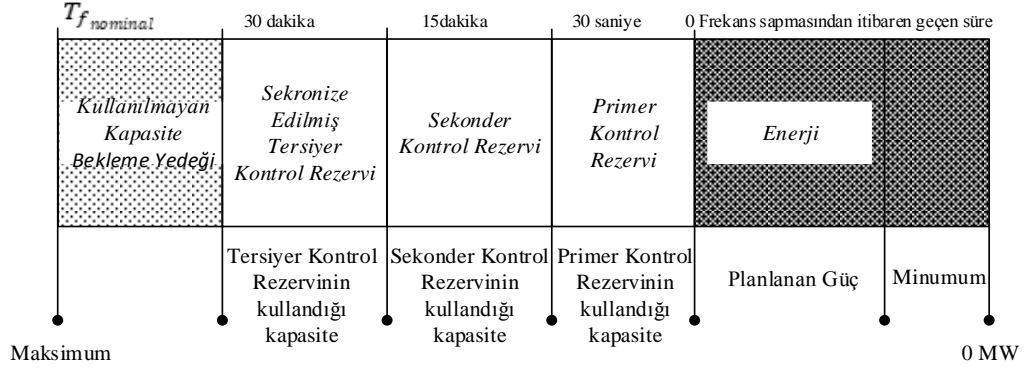 T_f nominal
30 dakika
15dakika
30 saniye
0 Frekans sapmasından itibaren geçen süre
Kullanılmayan
Kapasite
Bekleme Yedeği
Sekronize
Edilmiş
Tersiyer
Kontrol Rezervi
Sekonder
Kontrol Rezervi
Primer
Kontrol
Rezervi
Enerji
Tersiyer Kontrol
Rezervinin
kullandığı
kapasite
Sekonder Kontrol
Rezervinin
kullandığı
kapasite
Primer Kontrol
Rezervinin
kullandığı
kapasite
Planlanan Güç
Minumum
Maksimum
0 MW